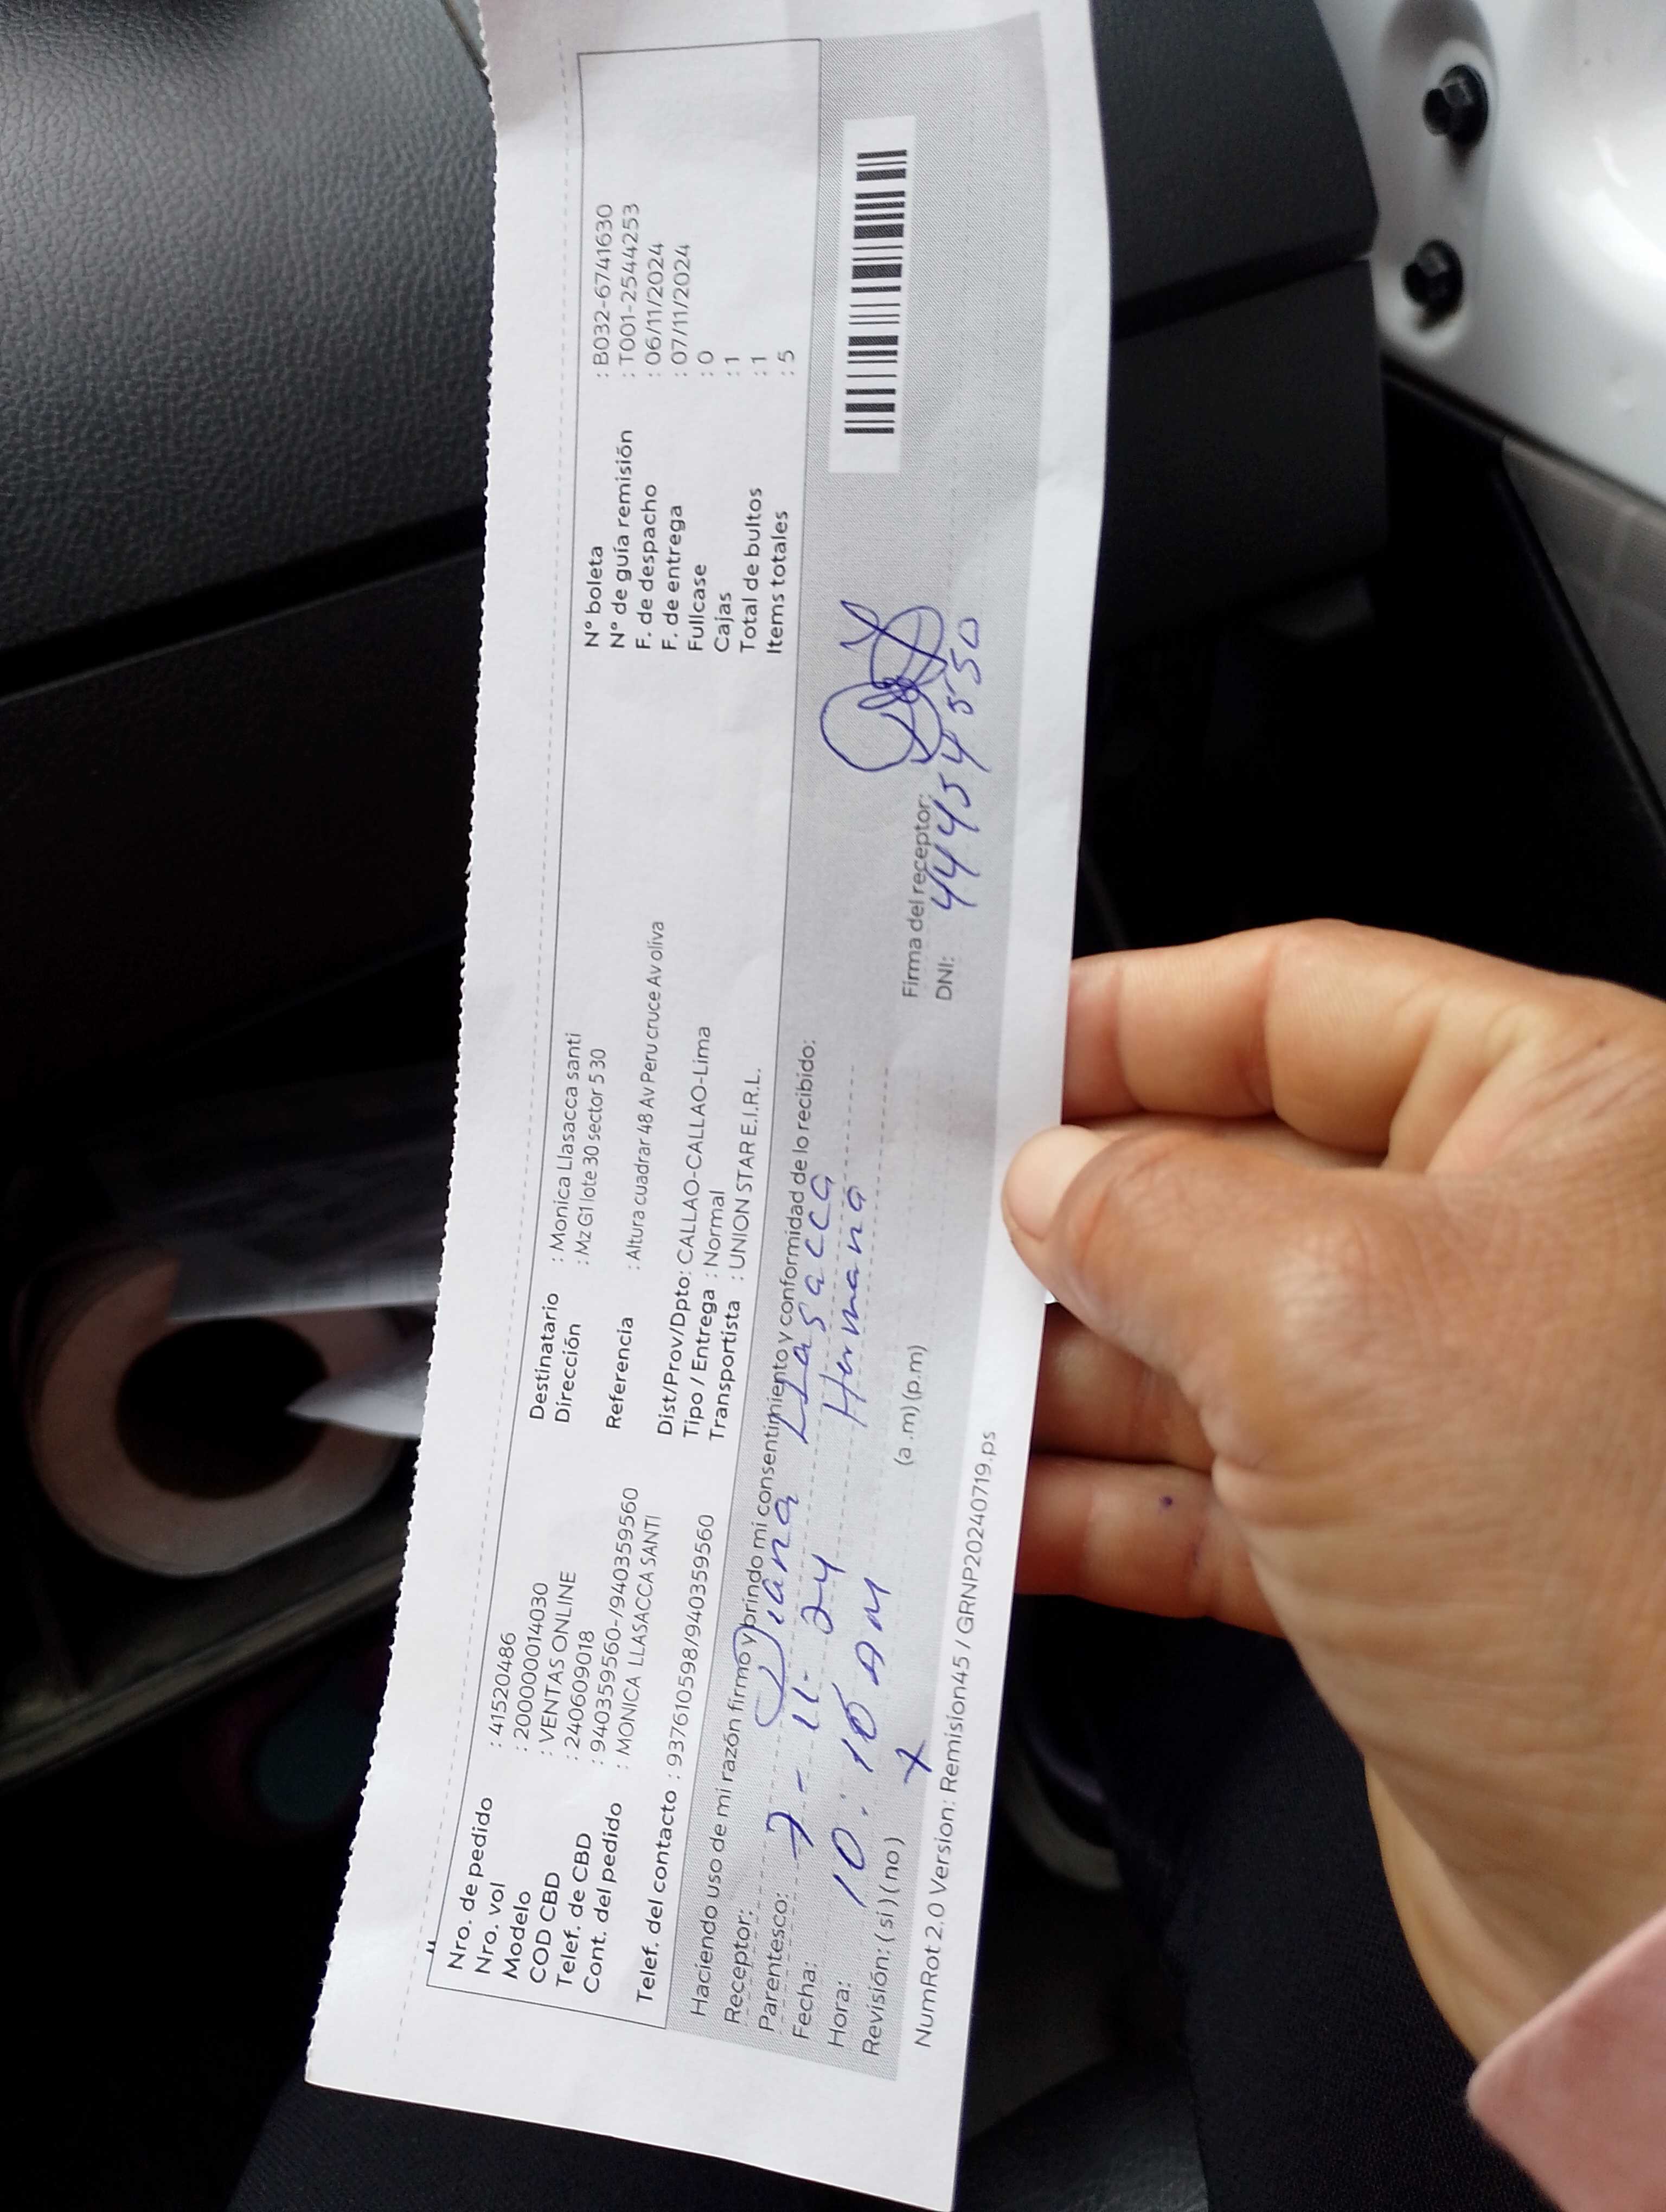 Nro. de pedido : 41520486
Nro. vol : 200000014030
Modelo : VENTAS ONLINE
COD CBD : 240609018
Telef. de CBD : 940359560-/940359560
Cont. del pedido : MONICA LLASACCA SANTI
Telef. del contacto : 937610598/940359560
Destinatario : Monica Llasacca santi
Dirección : Mz G1 lote 30 sector 5 30
Referencia : Altura cuadrar 48 Av Peru cruce Av oliva
Dist/Prov/Dpto: CALLAO-CALLAO-Lima
Tipo / Entrega : Normal
Transportista : UNION STAR E.I.R.L.
N° boleta : B032-6741630
N° de guía remisión : T001-25444253
F. de despacho : 06/11/2024
F. de entrega : 07/11/2024
Fullcase : 0
Cajas : 1
Total de bultos : 1
Items totales : 5
Haciendo uso de mi razón firmo y brindo mi consentimiento y conformidad de lo recibido:
Receptor: Diana Llasacca
Parentesco: Hermana
Fecha: 7-11-24
Hora: 10:10 AM (a.m) (p.m)
Revisión: ( si ) ( no ) X
Firma del receptor:
DNI: 44454550
NumRot 2.0 Version: Remision45 / GRNP20240719.ps